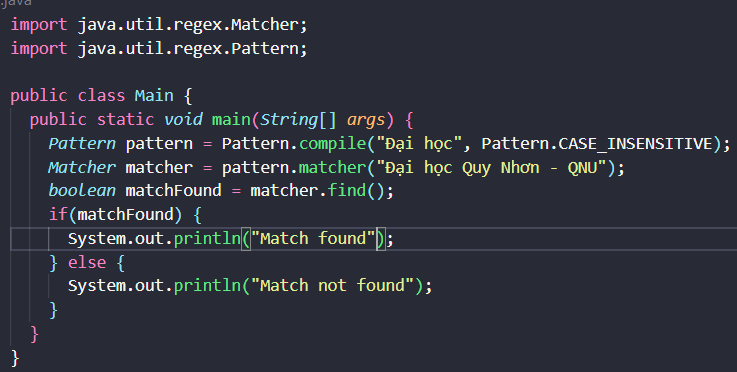 .java
import java.util.regex.Matcher;
import java.util.regex.Pattern;
public class Main {
public static void main(String[] args) {
Pattern pattern = Pattern.compile("Đại học", Pattern.CASE_INSENSITIVE);
Matcher matcher = pattern.matcher("Đại học Quy Nhơn - QNU");
boolean matchFound = matcher.find();
if(matchFound) {
System.out.println("Match found");
} else {
System.out.println("Match not found");
}
}
}